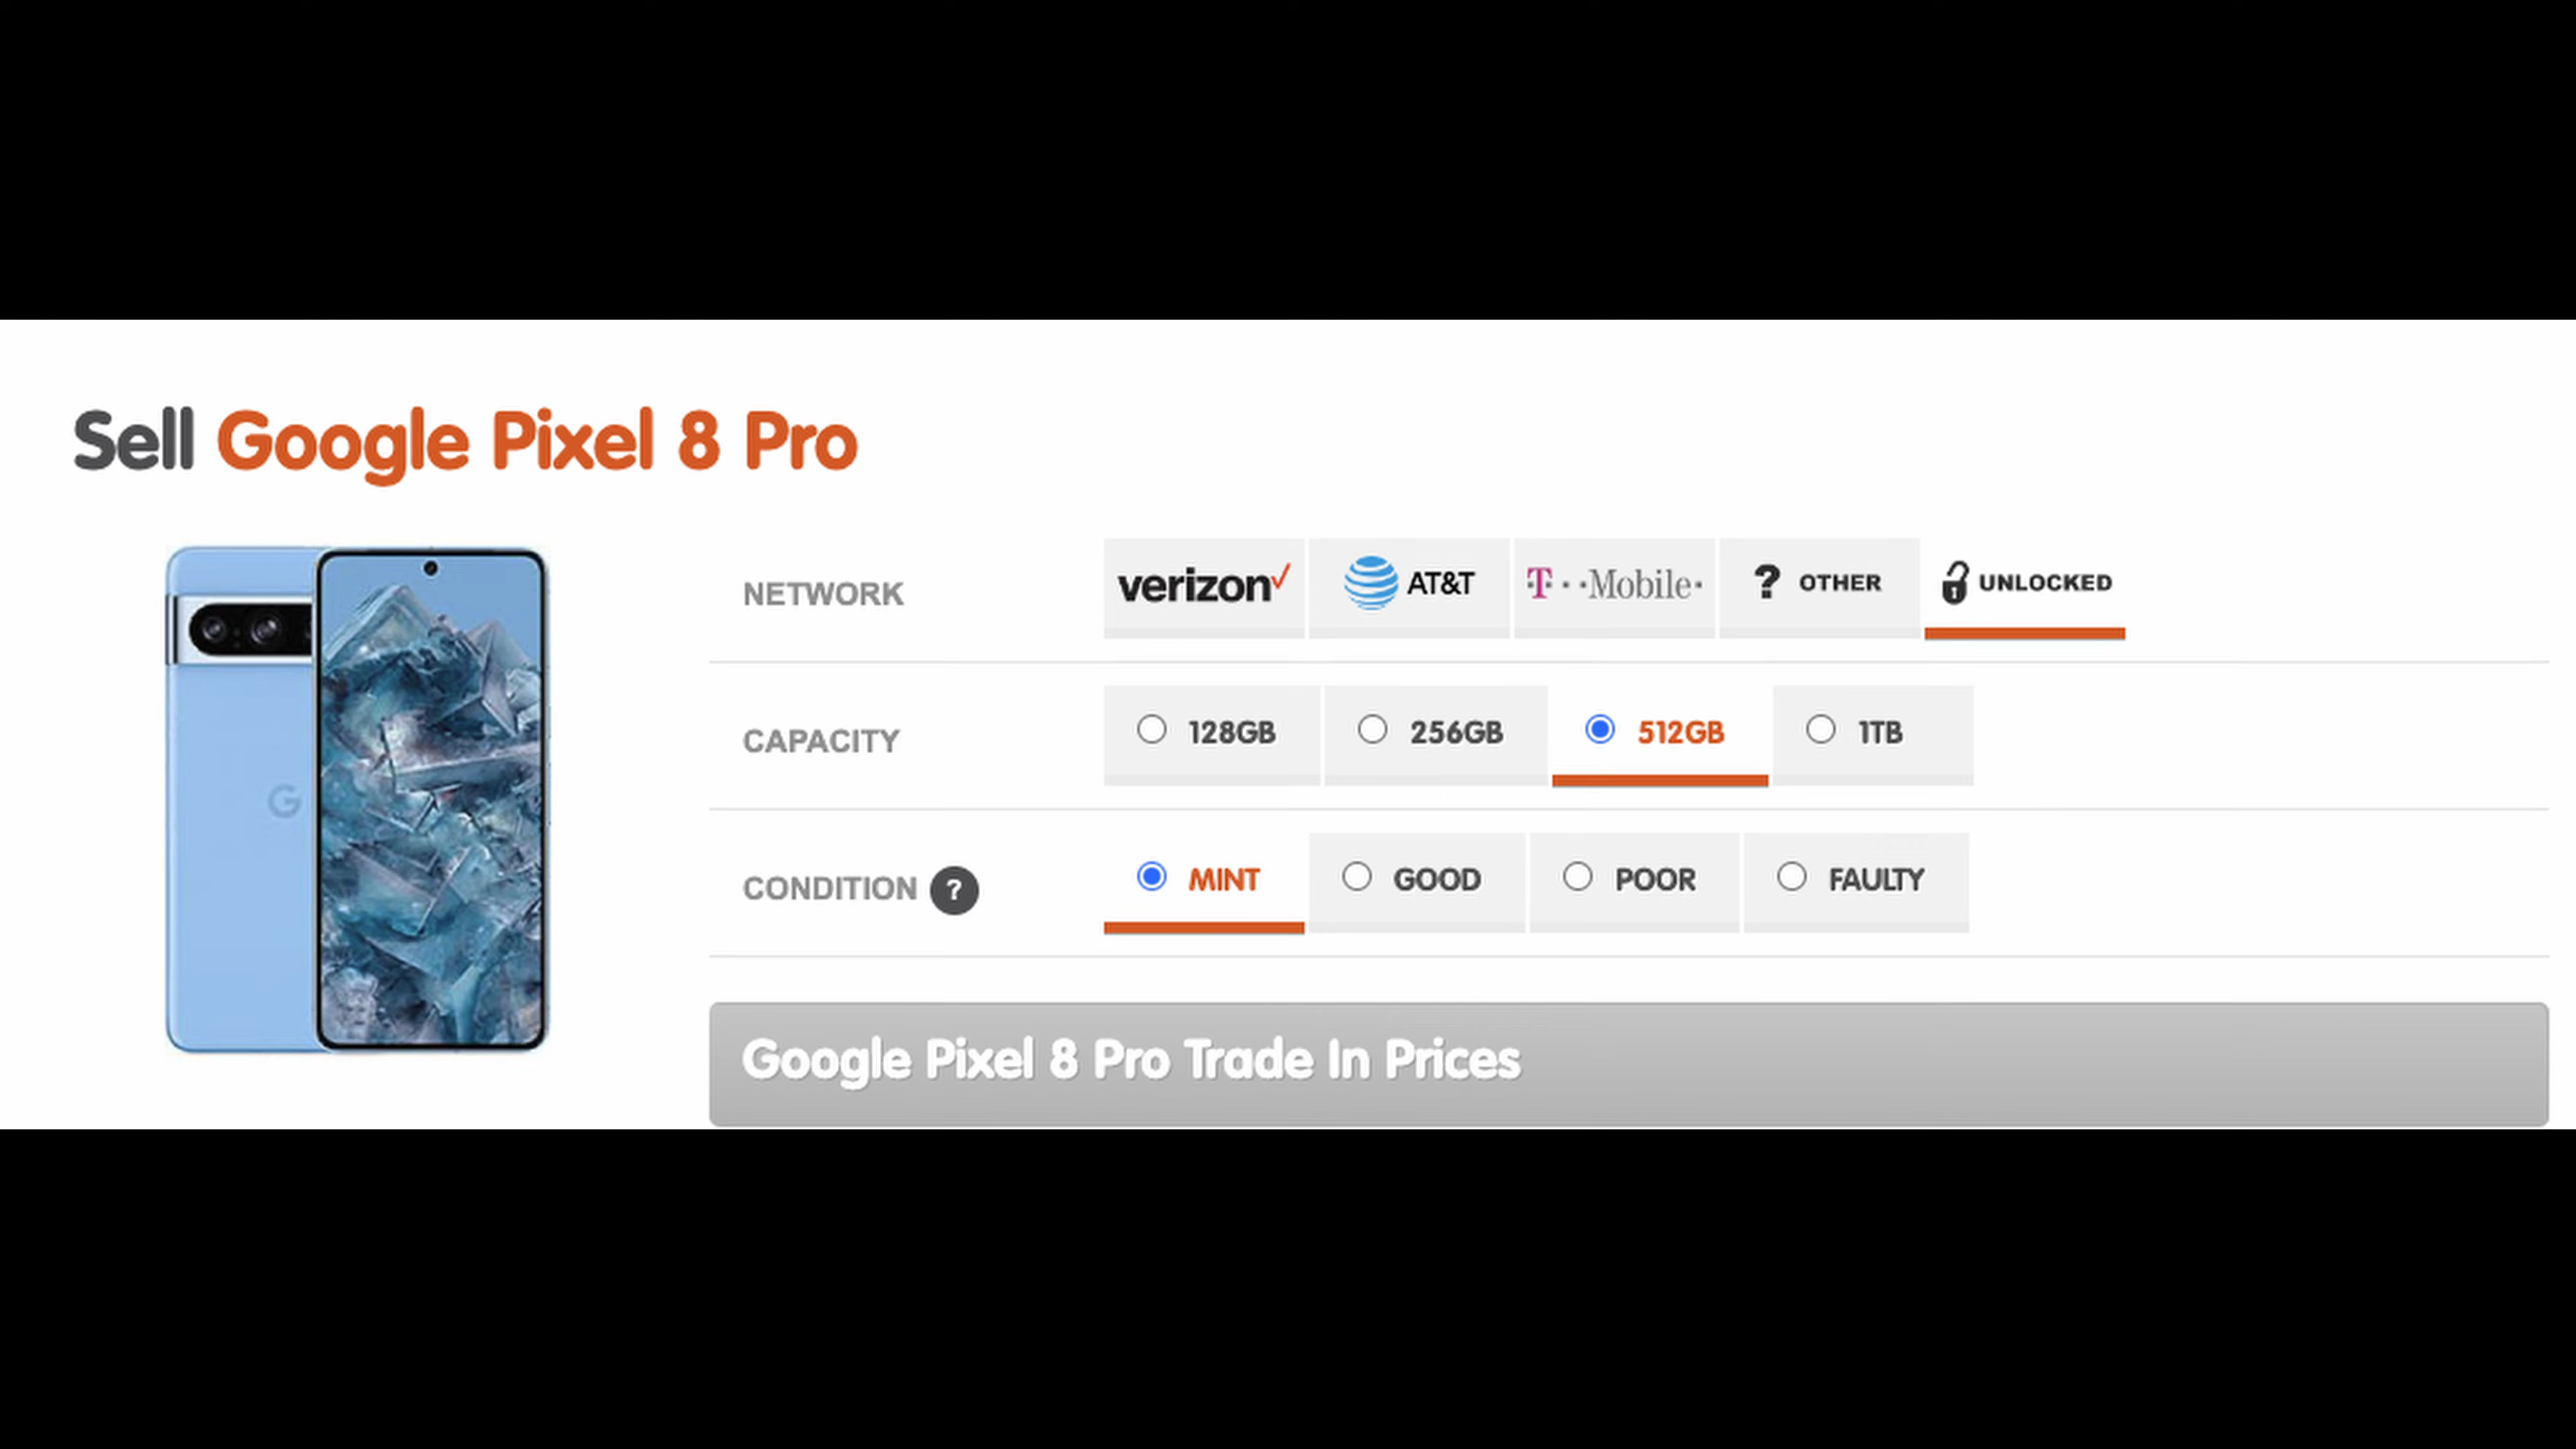 Sell Google Pixel 8 Pro
NETWORK
verizon
AT&T
T··Mobile·
? OTHER
UNLOCKED
CAPACITY
128GB
256GB
512GB
1TB
CONDITION ?
MINT
GOOD
POOR
FAULTY
G
Google Pixel 8 Pro Trade In Prices